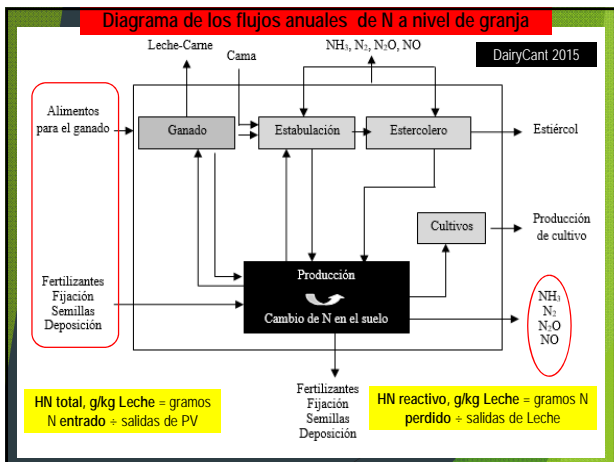 Diagrama de los flujos anuales de N a nivel de granja
DairyCant 2015
Leche-Carne
Cama
NH₃, N₂, N₂O, NO
Alimentos
para el ganado
Ganado
Estabulación
Estercolero
Estiércol
Cultivos
Producción
de cultivo
Fertilizantes
Fijación
Semillas
Deposición
Producción
Cambio de N en el suelo
NH₃
N₂
N₂O
NO
Fertilizantes
Fijación
Semillas
Deposición
HN total, g/kg Leche = gramos
N entrado ÷ salidas de PV
HN reactivo, g/kg Leche = gramos N
perdido ÷ salidas de Leche